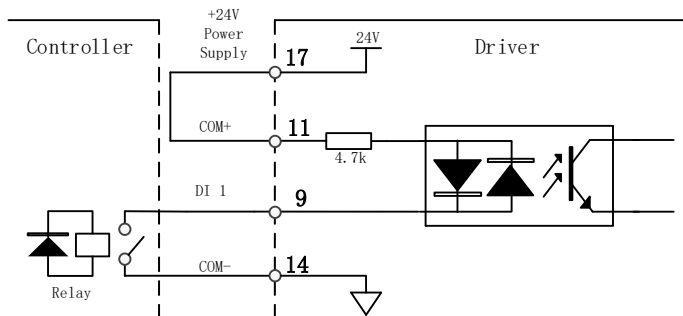 +24V
Power
Supply
Controller
Driver
24V
17
COM+
11
4.7k
DI 1
9
COM-
14
Relay